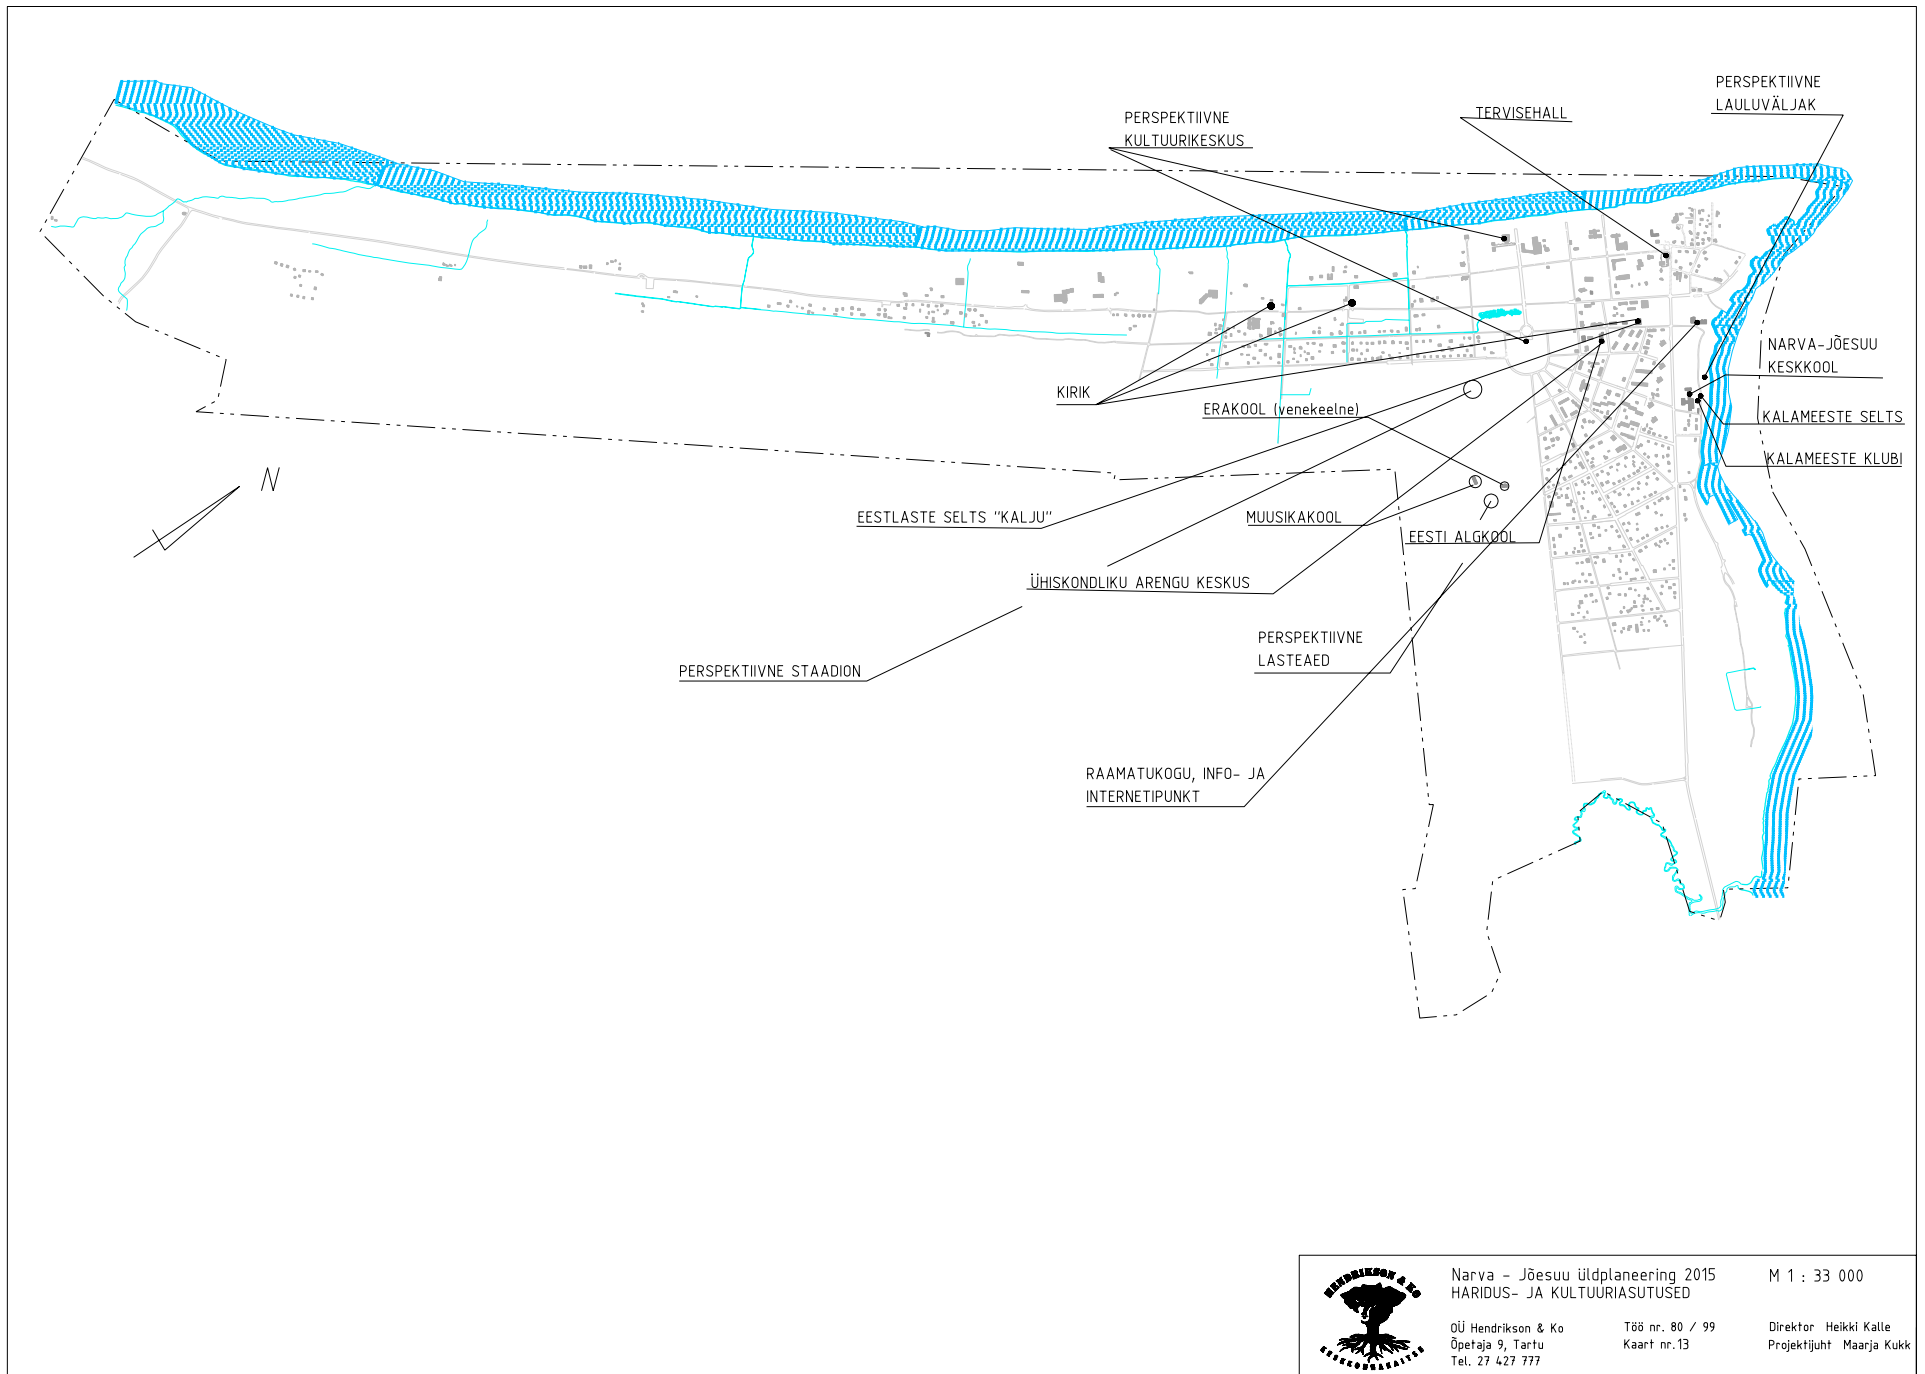 PERSPEKTIIVNE
LAULUVÄLJAK
TERVISEHALL
PERSPEKTIIVNE
KULTUURIKESKUS
NARVA-JÕESUU
KESKKOOL
KIRIK
ERAKOOL (venekeelne)
KALAMEESTE SELTS
KALAMEESTE KLUBI
N
EESTLASTE SELTS "KALJU"
MUUSIKAKOOL
EESTI ALGKOOL
ÜHISKONDLIKU ARENGU KESKUS
PERSPEKTIIVNE
LASTEAED
PERSPEKTIIVNE STAADION
RAAMATUKOGU, INFO- JA
INTERNETIPUNKT
HENDRIKSON & KO
KESKKONNAKAITSE
Narva - Jõesuu üldplaneering 2015
HARIDUS- JA KULTUURIASUTUSED
M 1 : 33 000
OÜ Hendrikson & Ko
Õpetaja 9, Tartu
Tel. 27 427 777
Töö nr. 80 / 99
Kaart nr.13
Direktor Heikki Kalle
Projektijuht Maarja Kukk